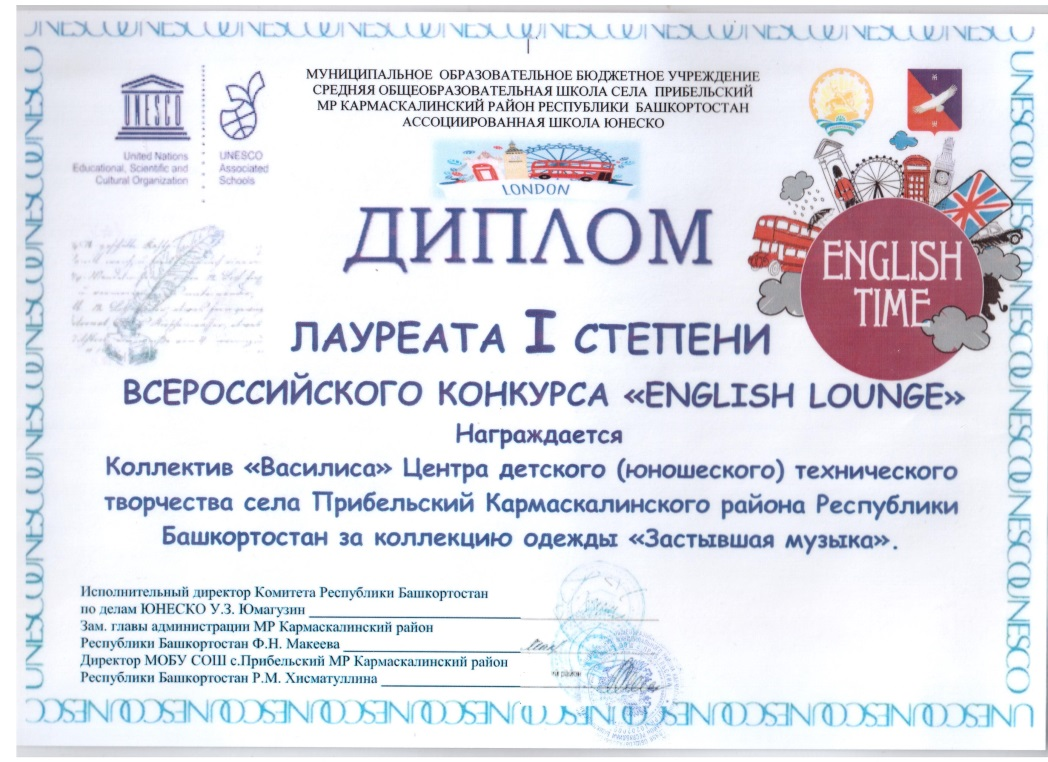 МУНИЦИПАЛЬНОЕ ОБРАЗОВАТЕЛЬНОЕ БЮДЖЕТНОЕ УЧРЕЖДЕНИЕ
СРЕДНЯЯ ОБЩЕОБРАЗОВАТЕЛЬНАЯ ШКОЛА СЕЛА ПРИБЕЛЬСКИЙ
МР КАРМАСКАЛИНСКИЙ РАЙОН РЕСПУБЛИКИ БАШКОРТОСТАН
АССОЦИИРОВАННАЯ ШКОЛА ЮНЕСКО
UNESCO
United Nations
Educational, Scientific and
Cultural Organization
UNESCO
Associated
Schools
LONDON
ДИПЛОМ
ENGLISH
TIME
ЛАУРЕАТА I СТЕПЕНИ
ВСЕРОССИЙСКОГО КОНКУРСА «ENGLISH LOUNGE»
Награждается
Коллектив «Василиса» Центра детского (юношеского) технического
творчества села Прибельский Кармаскалинского района Республики
Башкортостан за коллекцию одежды «Застывшая музыка».
Исполнительный директор Комитета Республики Башкортостан
по делам ЮНЕСКО У.З. Юмагузин
Зам. главы администрации МР Кармаскалинский район
Республики Башкортостан Ф.Н. Макеева
Директор МОБУ СОШ с.Прибельский МР Кармаскалинский район
Республики Башкортостан Р.М. Хисматуллина